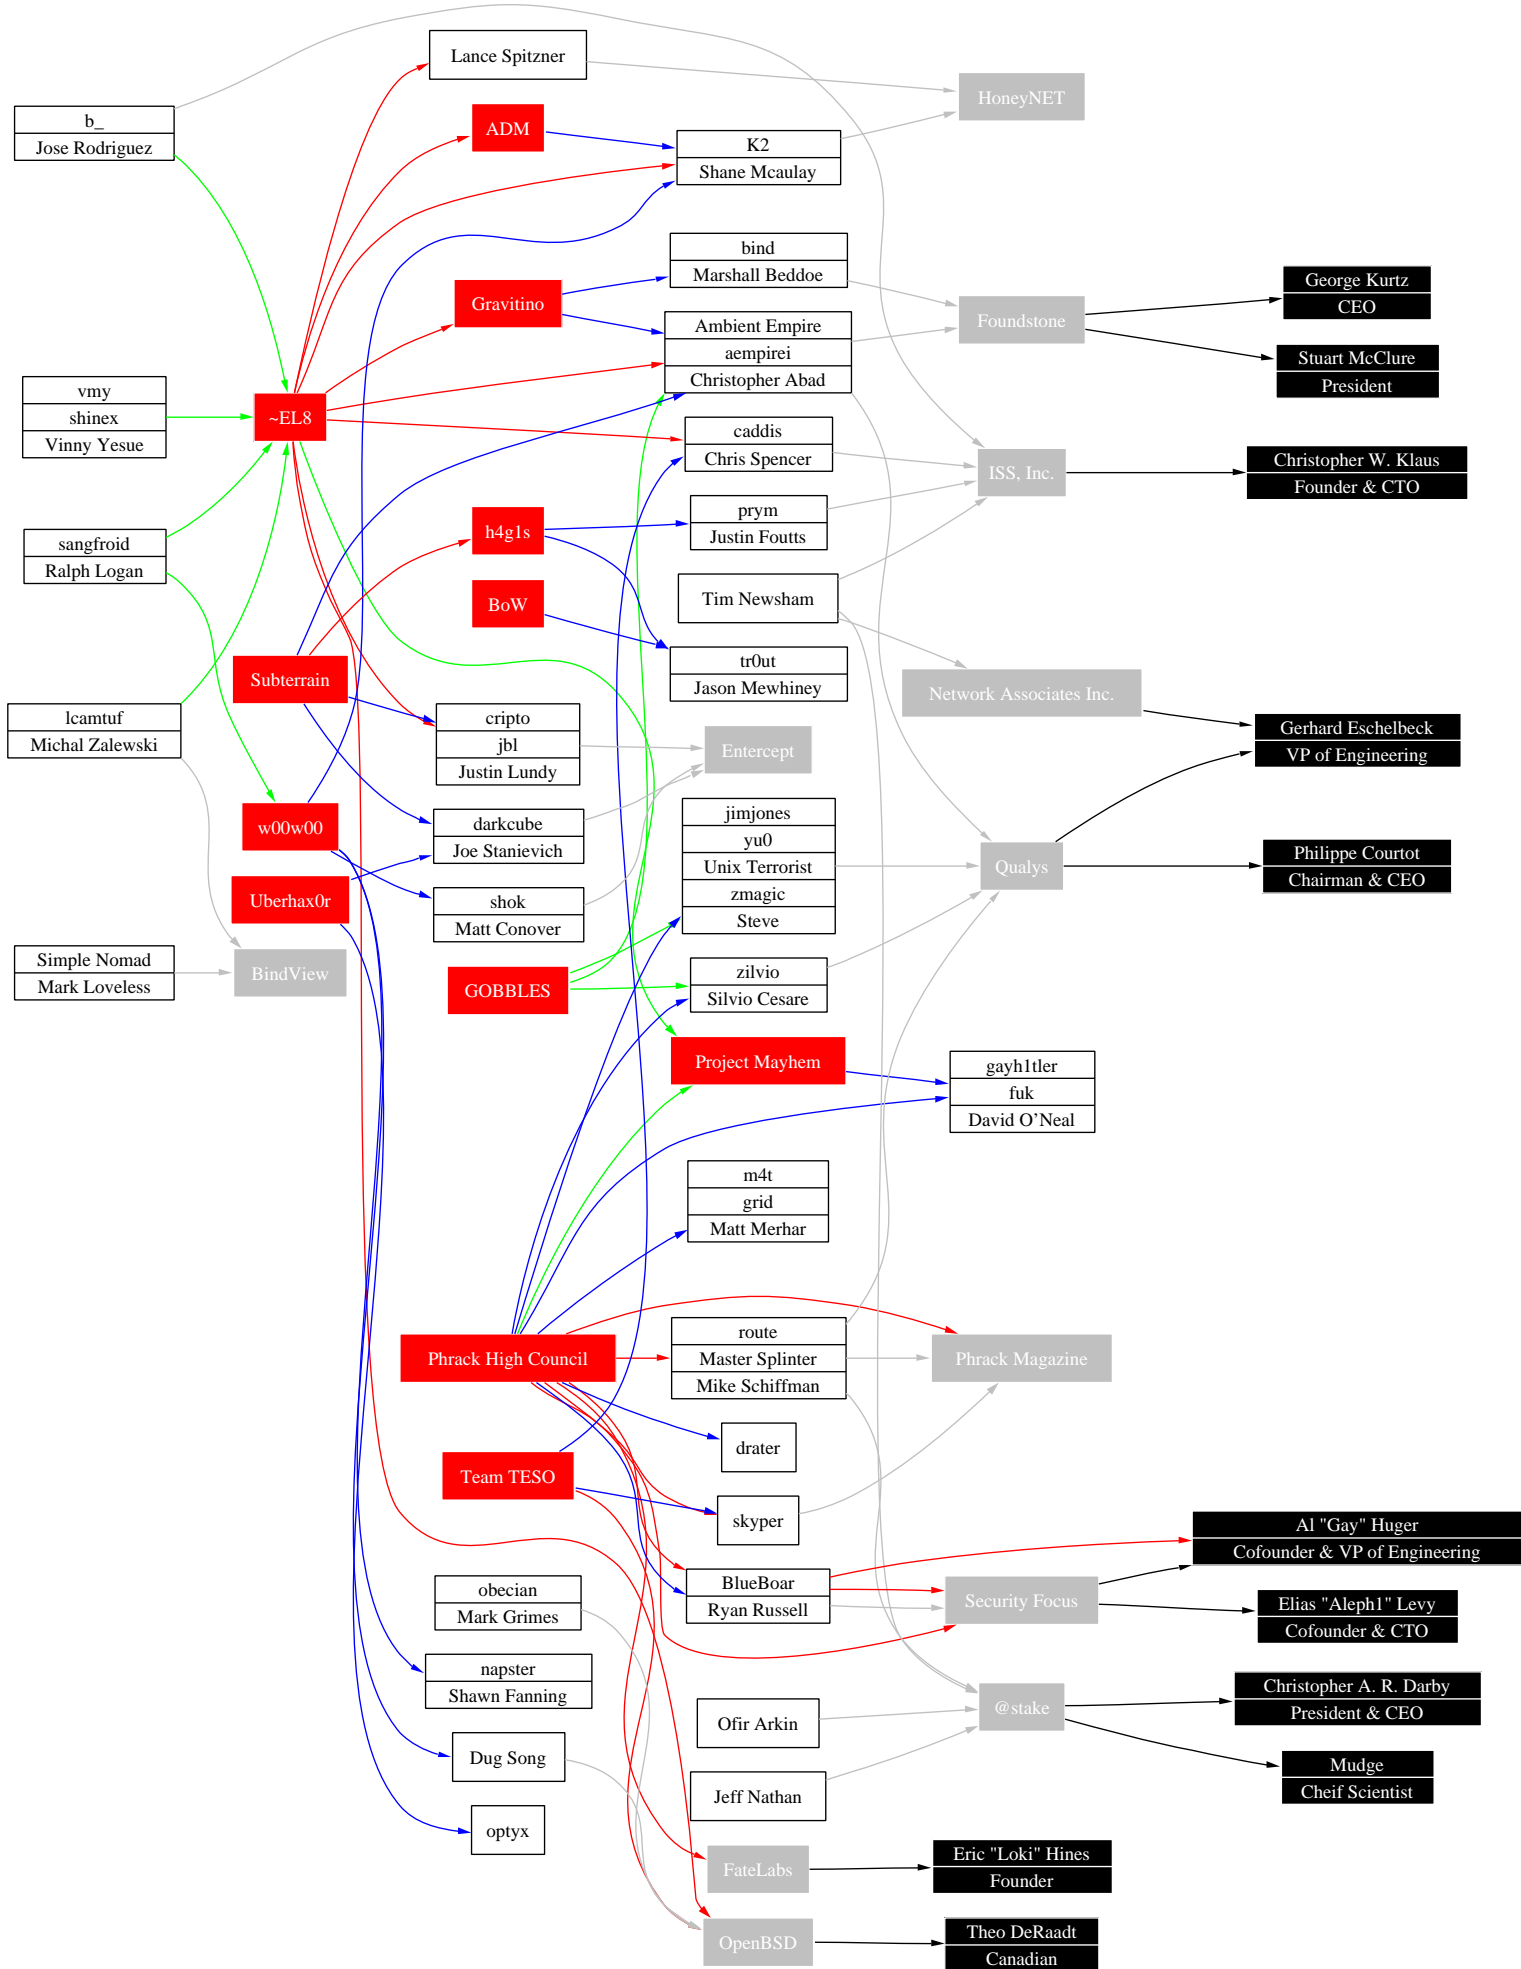 Lance Spitzner
HoneyNET
b_
Jose Rodriguez
ADM
K2
Shane Mcaulay
bind
Marshall Beddoe
Gravitino
Ambient Empire
aempirei
Christopher Abad
Foundstone
George Kurtz
CEO
Stuart McClure
President
vmy
shinex
Vinny Yesue
~EL8
caddis
Chris Spencer
ISS, Inc.
Christopher W. Klaus
Founder & CTO
sangfroid
Ralph Logan
h4g1s
prym
Justin Foutts
BoW
Tim Newsham
tr0ut
Jason Mewhiney
Subterrain
Network Associates Inc.
lcamtuf
Michal Zalewski
cripto
jbl
Justin Lundy
Entercept
Gerhard Eschelbeck
VP of Engineering
w00w00
darkcube
Joe Stanievich
jimjones
yu0
Unix Terrorist
zmagic
Steve
Qualys
Philippe Courtot
Chairman & CEO
Uberhax0r
shok
Matt Conover
Simple Nomad
Mark Loveless
BindView
GOBBLES
zilvio
Silvio Cesare
Project Mayhem
gayh1tler
fuk
David O'Neal
m4t
grid
Matt Merhar
Phrack High Council
route
Master Splinter
Mike Schiffman
Phrack Magazine
drater
Team TESO
skyper
Al "Gay" Huger
Cofounder & VP of Engineering
obecian
Mark Grimes
BlueBoar
Ryan Russell
Security Focus
Elias "Aleph1" Levy
Cofounder & CTO
napster
Shawn Fanning
Ofir Arkin
@stake
Christopher A. R. Darby
President & CEO
Dug Song
Jeff Nathan
Mudge
Cheif Scientist
optyx
FateLabs
Eric "Loki" Hines
Founder
OpenBSD
Theo DeRaadt
Canadian